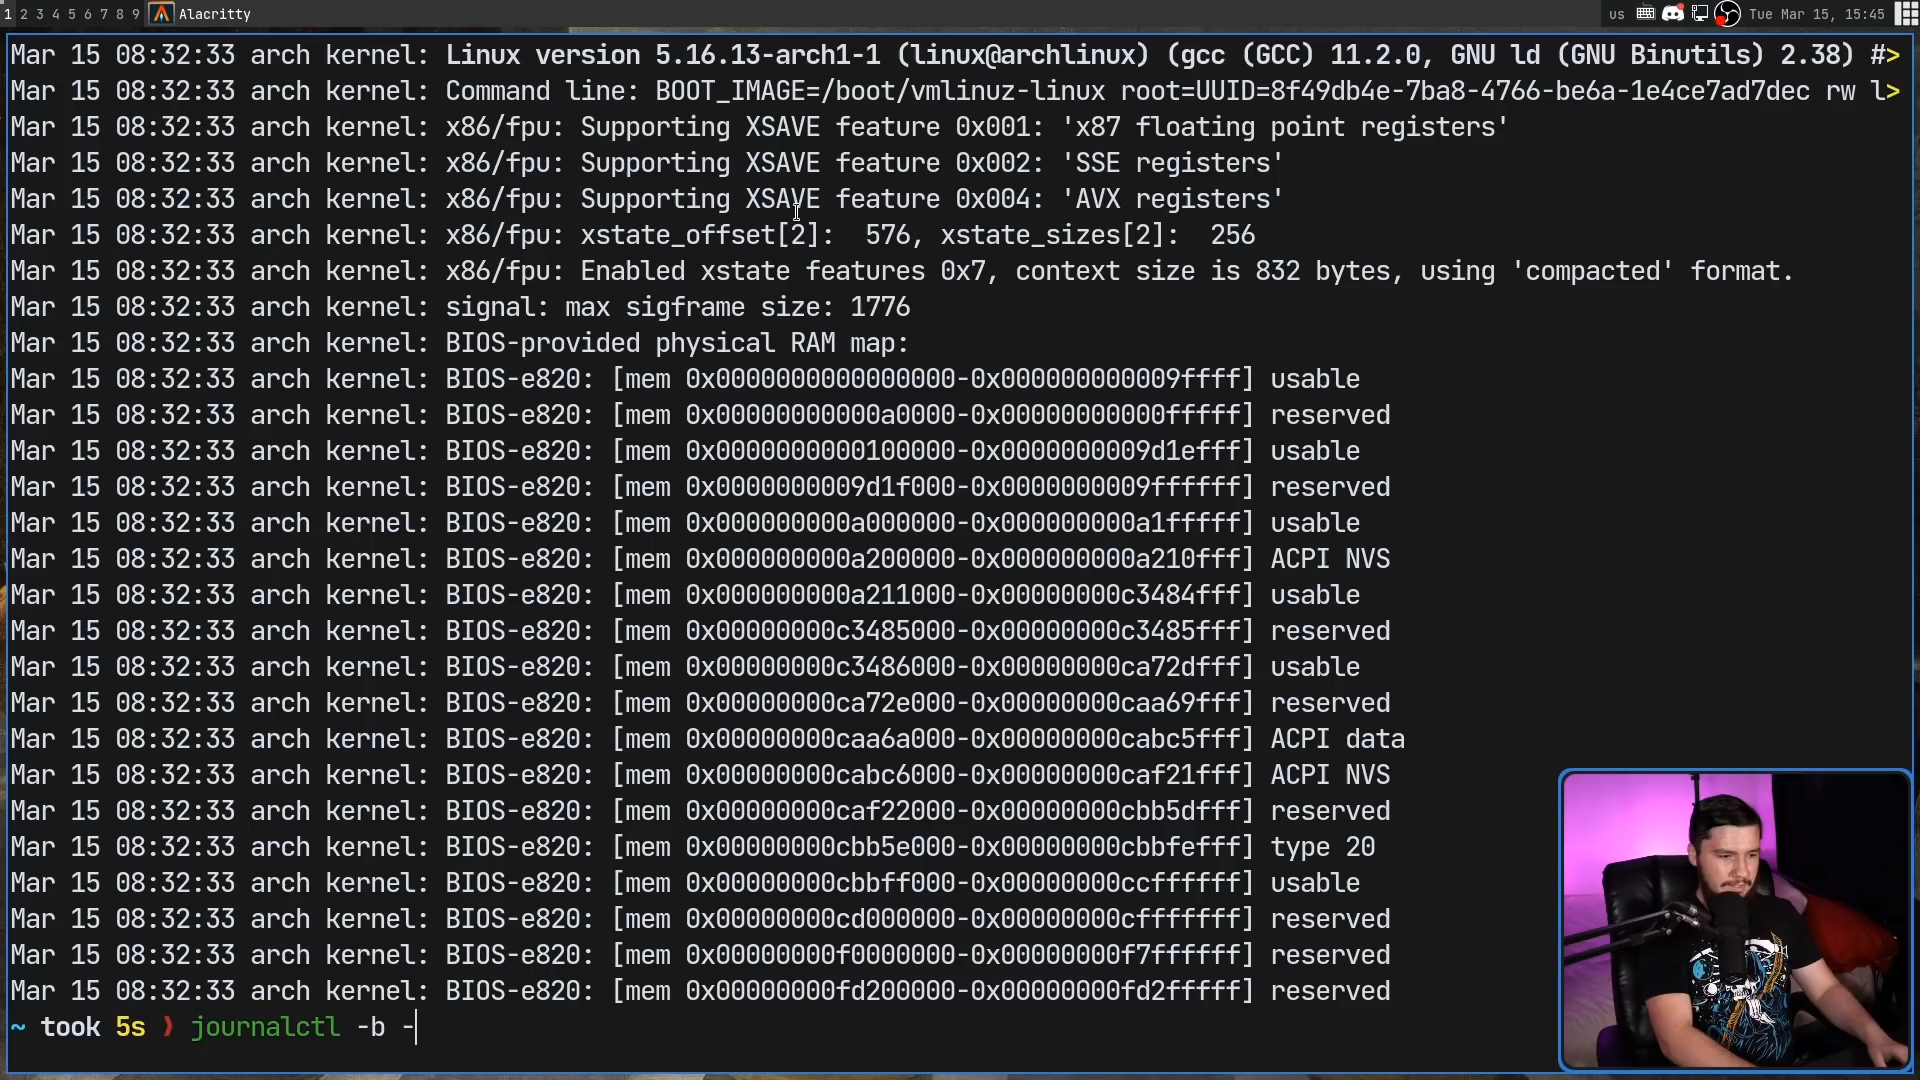 1 2 3 4 5 6 7 8 9 Alacritty us Tue Mar 15, 15:45
Mar 15 08:32:33 arch kernel: Linux version 5.16.13-arch1-1 (linux@archlinux) (gcc (GCC) 11.2.0, GNU ld (GNU Binutils) 2.38) #>
Mar 15 08:32:33 arch kernel: Command line: BOOT_IMAGE=/boot/vmlinuz-linux root=UUID=8f49db4e-7ba8-4766-be6a-1e4ce7ad7dec rw l>
Mar 15 08:32:33 arch kernel: x86/fpu: Supporting XSAVE feature 0x001: 'x87 floating point registers'
Mar 15 08:32:33 arch kernel: x86/fpu: Supporting XSAVE feature 0x002: 'SSE registers'
Mar 15 08:32:33 arch kernel: x86/fpu: Supporting XSAVE feature 0x004: 'AVX registers'
Mar 15 08:32:33 arch kernel: x86/fpu: xstate_offset[2]:  576, xstate_sizes[2]:  256
Mar 15 08:32:33 arch kernel: x86/fpu: Enabled xstate features 0x7, context size is 832 bytes, using 'compacted' format.
Mar 15 08:32:33 arch kernel: signal: max sigframe size: 1776
Mar 15 08:32:33 arch kernel: BIOS-provided physical RAM map:
Mar 15 08:32:33 arch kernel: BIOS-e820: [mem 0x0000000000000000-0x000000000009ffff] usable
Mar 15 08:32:33 arch kernel: BIOS-e820: [mem 0x00000000000a0000-0x00000000000fffff] reserved
Mar 15 08:32:33 arch kernel: BIOS-e820: [mem 0x0000000000100000-0x0000000009d1efff] usable
Mar 15 08:32:33 arch kernel: BIOS-e820: [mem 0x0000000009d1f000-0x0000000009ffffff] reserved
Mar 15 08:32:33 arch kernel: BIOS-e820: [mem 0x000000000a000000-0x000000000a1fffff] usable
Mar 15 08:32:33 arch kernel: BIOS-e820: [mem 0x000000000a200000-0x000000000a210fff] ACPI NVS
Mar 15 08:32:33 arch kernel: BIOS-e820: [mem 0x000000000a211000-0x00000000c3484fff] usable
Mar 15 08:32:33 arch kernel: BIOS-e820: [mem 0x00000000c3485000-0x00000000c3485fff] reserved
Mar 15 08:32:33 arch kernel: BIOS-e820: [mem 0x00000000c3486000-0x00000000ca72dfff] usable
Mar 15 08:32:33 arch kernel: BIOS-e820: [mem 0x00000000ca72e000-0x00000000caa69fff] reserved
Mar 15 08:32:33 arch kernel: BIOS-e820: [mem 0x00000000caa6a000-0x00000000cabc5fff] ACPI data
Mar 15 08:32:33 arch kernel: BIOS-e820: [mem 0x00000000cabc6000-0x00000000caf21fff] ACPI NVS
Mar 15 08:32:33 arch kernel: BIOS-e820: [mem 0x00000000caf22000-0x00000000cbb5dfff] reserved
Mar 15 08:32:33 arch kernel: BIOS-e820: [mem 0x00000000cbb5e000-0x00000000cbbfefff] type 20
Mar 15 08:32:33 arch kernel: BIOS-e820: [mem 0x00000000cbbff000-0x00000000ccffffff] usable
Mar 15 08:32:33 arch kernel: BIOS-e820: [mem 0x00000000cd000000-0x00000000cfffffff] reserved
Mar 15 08:32:33 arch kernel: BIOS-e820: [mem 0x00000000f0000000-0x00000000f7ffffff] reserved
Mar 15 08:32:33 arch kernel: BIOS-e820: [mem 0x00000000fd200000-0x00000000fd2fffff] reserved
~ took 5s ❯ journalctl -b -